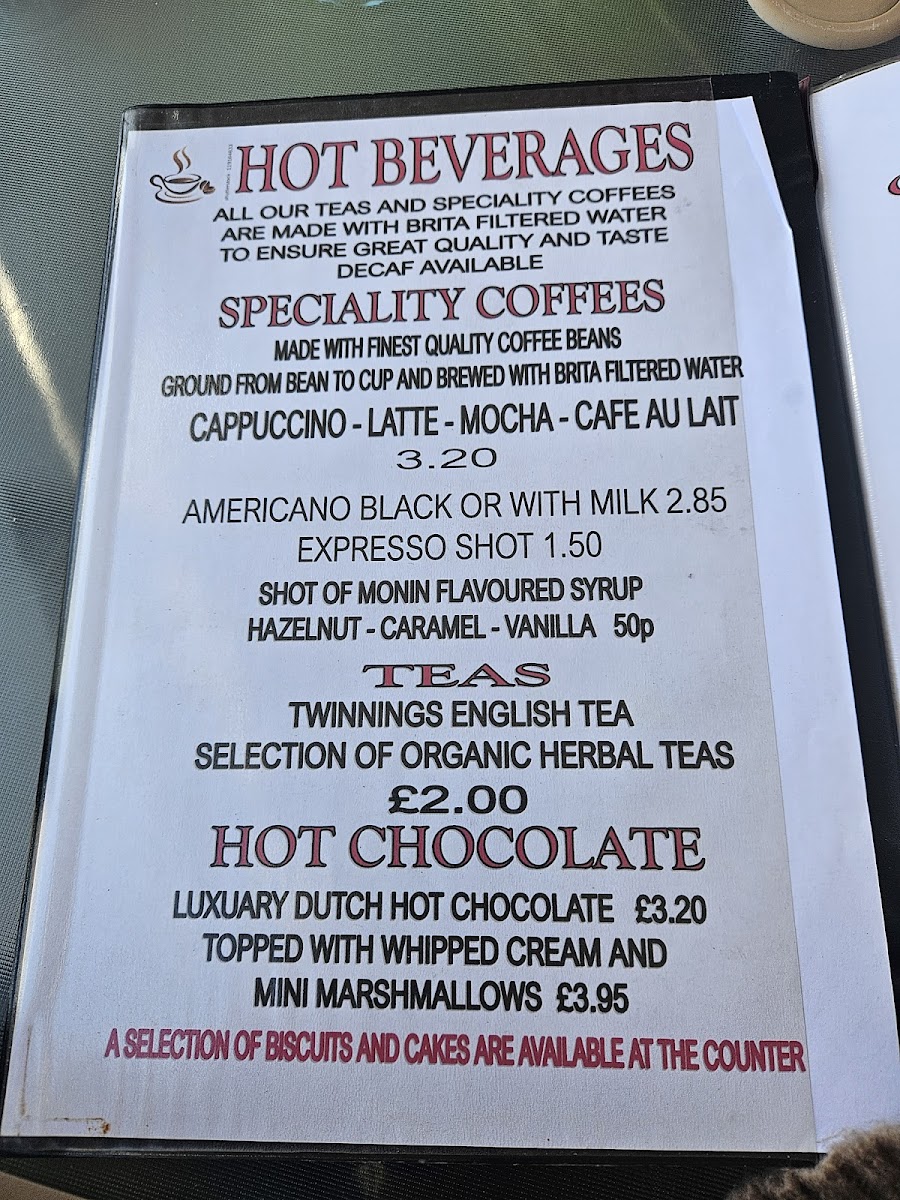 HOT BEVERAGES
ALL OUR TEAS AND SPECIALITY COFFEES
ARE MADE WITH BRITA FILTERED WATER
TO ENSURE GREAT QUALITY AND TASTE
DECAF AVAILABLE
SPECIALITY COFFEES
MADE WITH FINEST QUALITY COFFEE BEANS
GROUND FROM BEAN TO CUP AND BREWED WITH BRITA FILTERED WATER
CAPPUCCINO - LATTE - MOCHA - CAFE AU LAIT
3.20
AMERICANO BLACK OR WITH MILK 2.85
EXPRESSO SHOT 1.50
SHOT OF MONIN FLAVOURED SYRUP
HAZELNUT - CARAMEL - VANILLA 50p
TEAS
TWINNINGS ENGLISH TEA
SELECTION OF ORGANIC HERBAL TEAS
£2.00
HOT CHOCOLATE
LUXUARY DUTCH HOT CHOCOLATE £3.20
TOPPED WITH WHIPPED CREAM AND
MINI MARSHMALLOWS £3.95
A SELECTION OF BISCUITS AND CAKES ARE AVAILABLE AT THE COUNTER